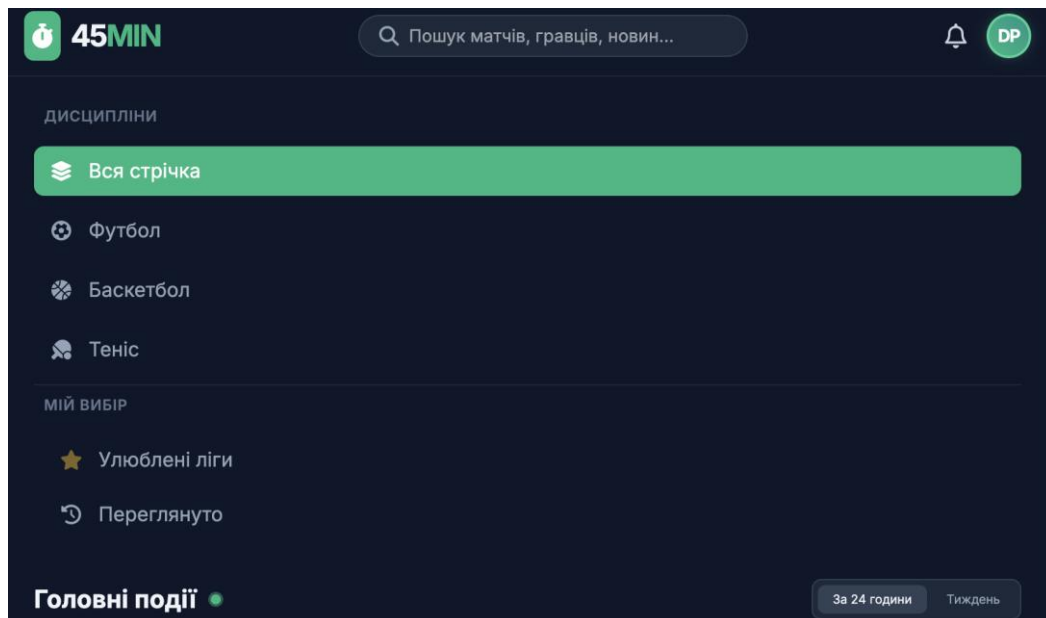 45MIN
Пошук матчів, гравців, новин...
DP
ДИСЦИПЛІНИ
Вся стрічка
Футбол
Баскетбол
Теніс
МІЙ ВИБІР
Улюблені ліги
Переглянуто
Головні події
За 24 години Тиждень